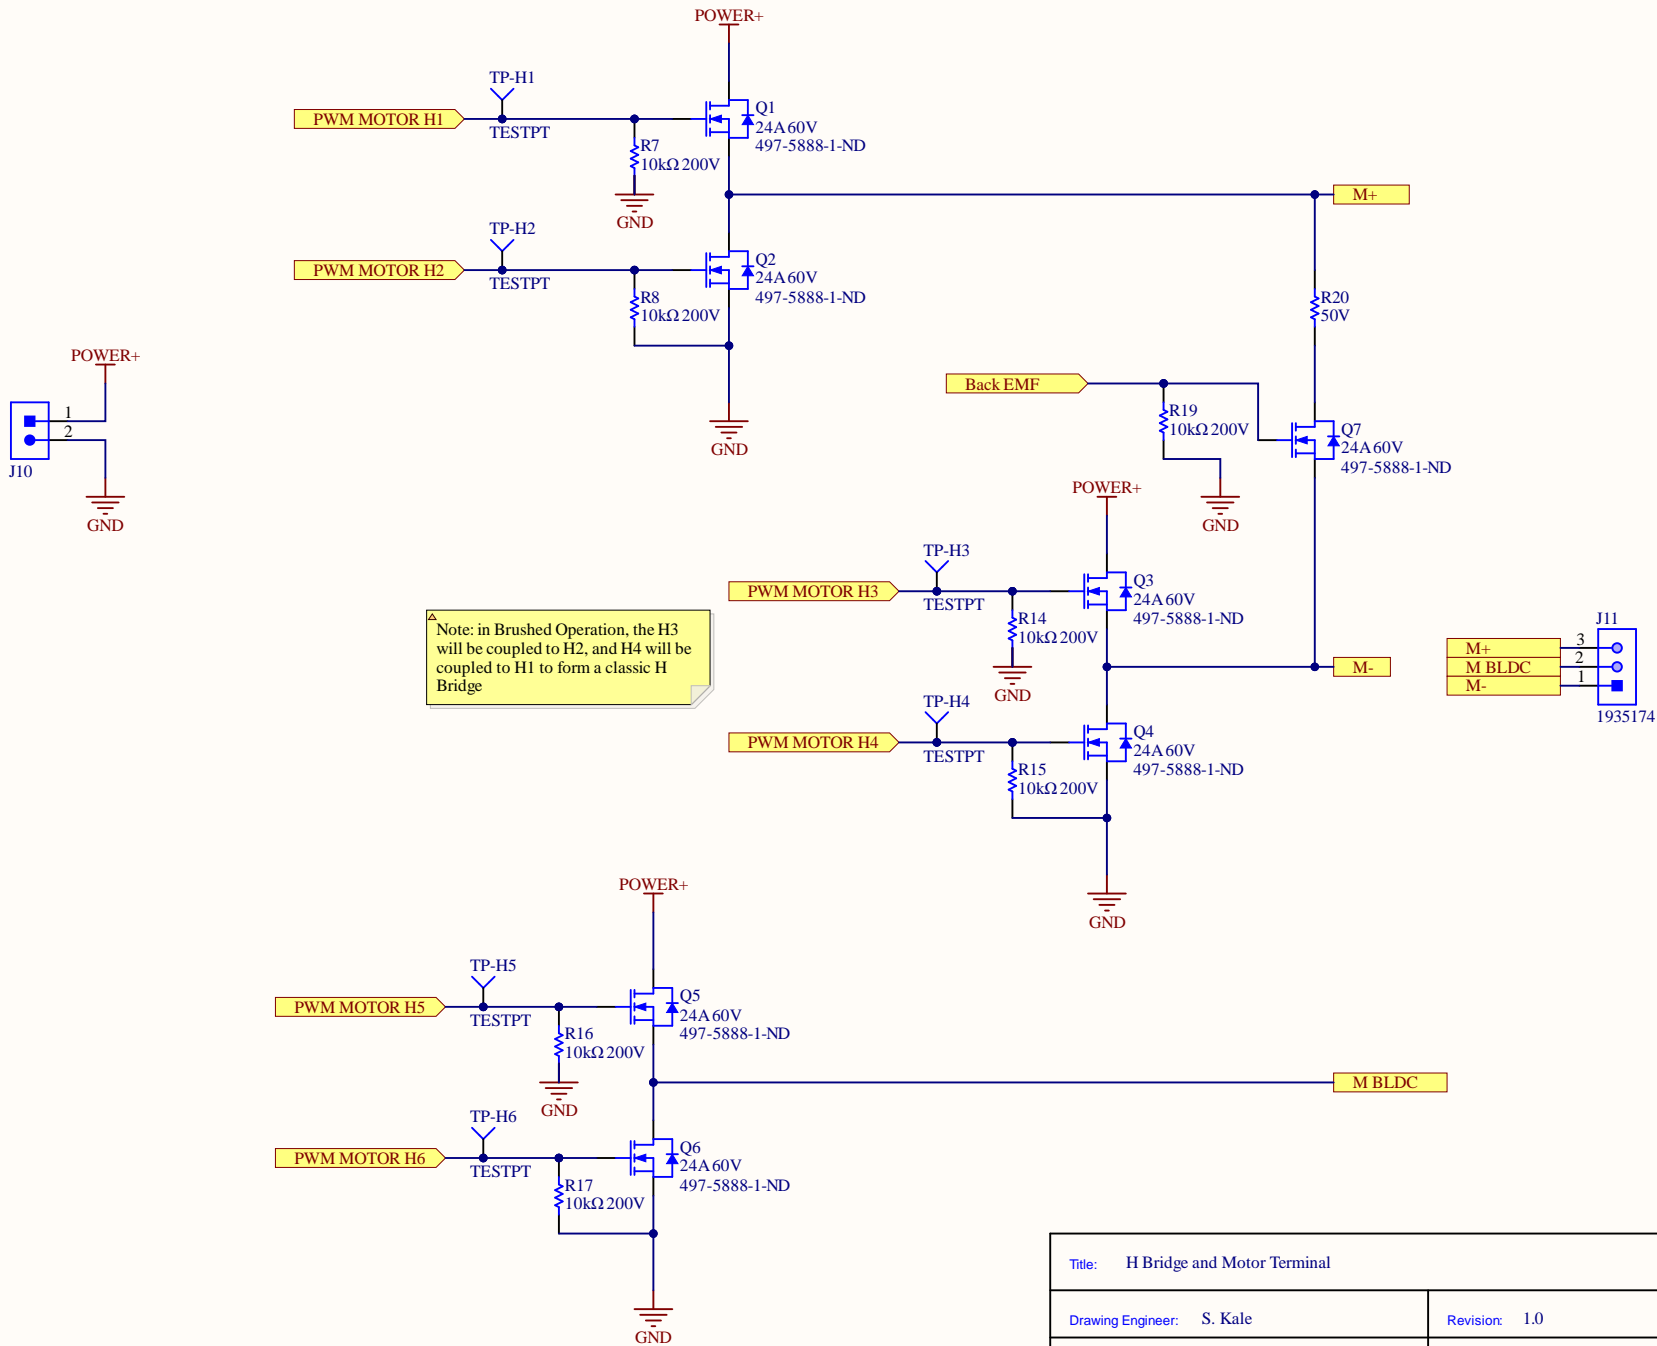 POWER+
TP-H1
PWM MOTOR H1
TESTPT
Q1
24A 60V
497-5888-1-ND
R7
10kΩ 200V
GND
M+
TP-H2
PWM MOTOR H2
TESTPT
Q2
24A 60V
497-5888-1-ND
R8
10kΩ 200V
GND
R20
50V
POWER+
1
2
J10
GND
Back EMF
R19
10kΩ 200V
GND
Q7
24A 60V
497-5888-1-ND
POWER+
TP-H3
PWM MOTOR H3
TESTPT
Q3
24A 60V
497-5888-1-ND
R14
10kΩ 200V
GND
M-
Note: in Brushed Operation, the H3
will be coupled to H2, and H4 will be
coupled to H1 to form a classic H
Bridge
J11
M+ 3
M BLDC 2
M- 1
1935174
TP-H4
PWM MOTOR H4
TESTPT
Q4
24A 60V
497-5888-1-ND
R15
10kΩ 200V
GND
POWER+
TP-H5
PWM MOTOR H5
TESTPT
Q5
24A 60V
497-5888-1-ND
R16
10kΩ 200V
GND
M BLDC
TP-H6
PWM MOTOR H6
TESTPT
Q6
24A 60V
497-5888-1-ND
R17
10kΩ 200V
GND
Title: H Bridge and Motor Terminal
Drawing Engineer: S. Kale
Revision: 1.0